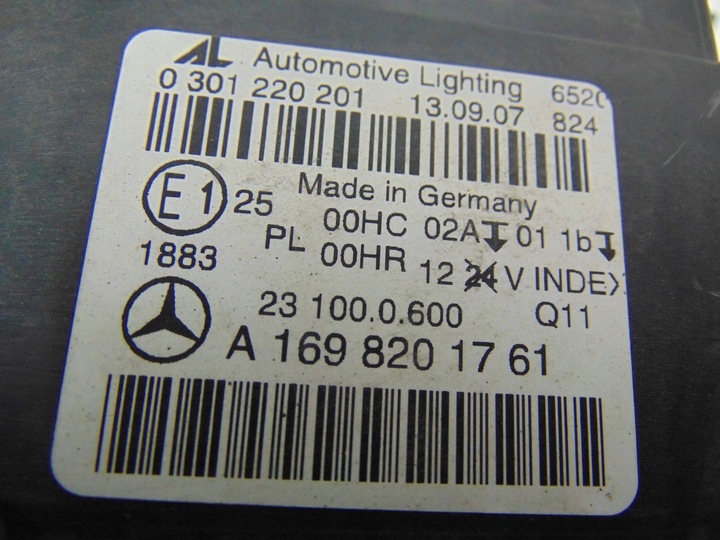 AL Automotive Lighting 652
0 301 220 201 13.09.07 824
Made in Germany
E1 25 00HC 02A 01 1b
1883 PL 00HR 12 24 V INDEX
23 100.0.600 Q11
A 169 820 17 61